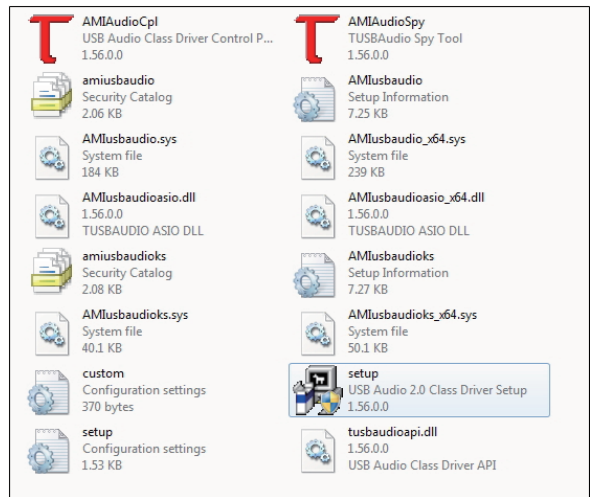 AMIAudioCpl
USB Audio Class Driver Control P...
1.56.0.0
AMIAudioSpy
TUSBAudio Spy Tool
1.56.0.0
amiusbaudio
Security Catalog
2.06 KB
AMIusbaudio
Setup Information
7.25 KB
AMIusbaudio.sys
System file
184 KB
AMIusbaudio_x64.sys
System file
239 KB
AMIusbaudioasio.dll
1.56.0.0
TUSBAUDIO ASIO DLL
AMIusbaudioasio_x64.dll
1.56.0.0
TUSBAUDIO ASIO DLL
amiusbaudioks
Security Catalog
2.08 KB
AMIusbaudioks
Setup Information
7.27 KB
AMIusbaudioks.sys
System file
40.1 KB
AMIusbaudioks_x64.sys
System file
50.1 KB
custom
Configuration settings
370 bytes
setup
USB Audio 2.0 Class Driver Setup
1.56.0.0
setup
Configuration settings
1.53 KB
tusbaudioapi.dll
1.56.0.0
USB Audio Class Driver API